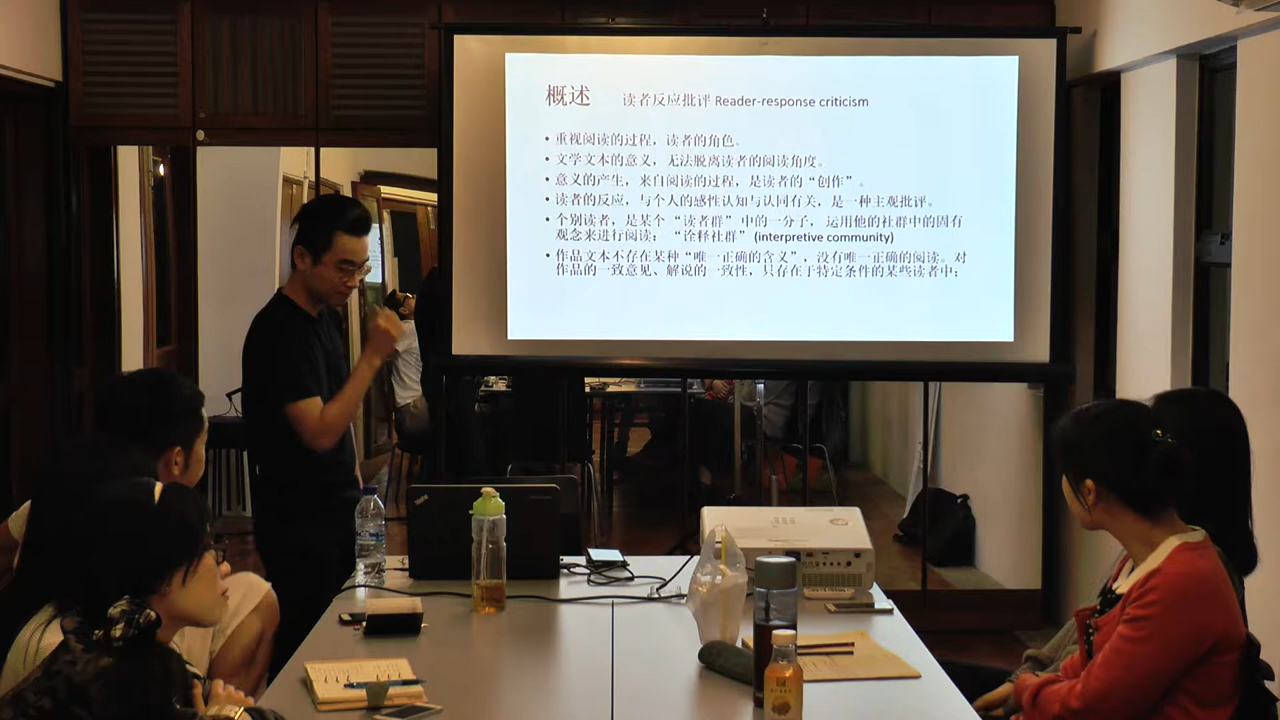 概述 读者反应批评 Reader-response criticism
• 重视阅读的过程，读者的角色。
• 文学文本的意义，无法脱离读者的阅读角度。
• 意义的产生，来自阅读的过程，是读者的“创作”。
• 读者的反应，与个人的感性认知与认同有关，是一种主观批评。
• 个别读者，是某个“读者群”中的一分子，运用他的社群中的固有
观念来进行阅读：“诠释社群” (interpretive community)
• 作品文本不存在某种“唯一正确的含义”，没有唯一正确的阅读。对
作品的一致意见、解说的一致性，只存在于特定条件的某些读者中；
ThinkPad